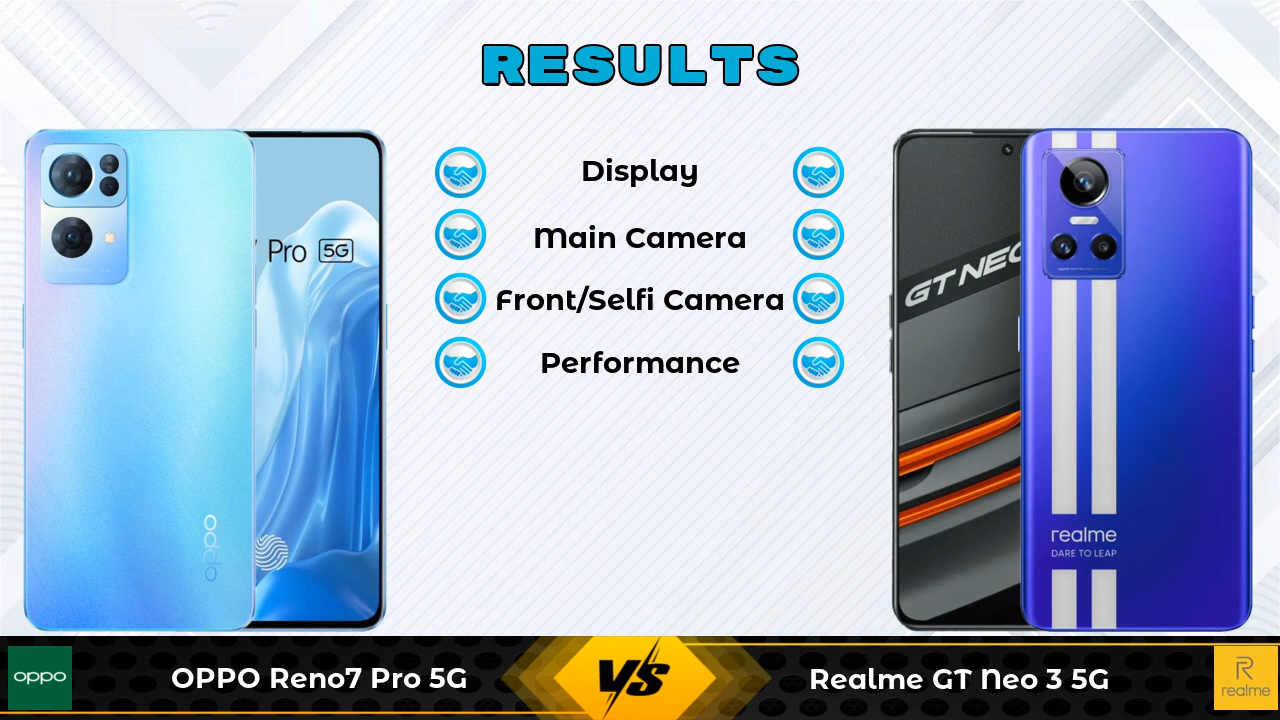 RESULTS
Display
Main Camera
Front/Selfi Camera
Performance
Pro 5G
oppo
GT NEO
realme
DARE TO LEAP
oppo
OPPO Reno7 Pro 5G
VS
Realme GT Neo 3 5G
R
realme